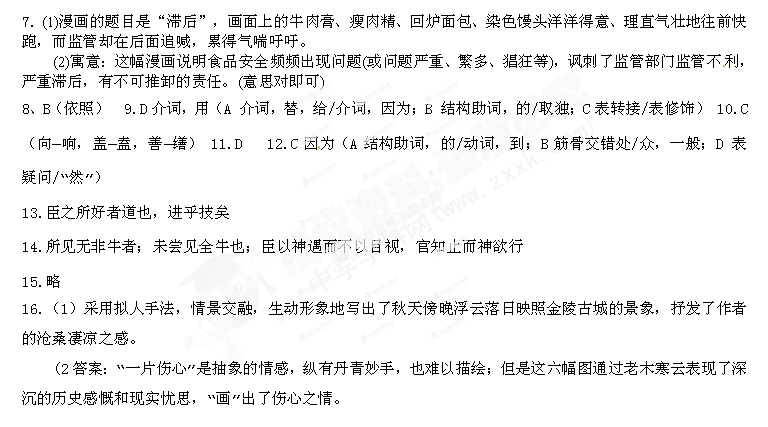 7. (1)漫画的题目是“滞后”，画面上的牛肉膏、瘦肉精、回炉面包、染色馒头洋洋得意、理直气壮地往前快
跑，而监管却在后面追喊，累得气喘吁吁。
(2)寓意：这幅漫画说明食品安全频频出现问题(或问题严重、繁多、猖狂等)，讽刺了监管部门监管不利，
严重滞后，有不可推卸的责任。(意思对即可)
8、B（依照） 9.D介词，用（A 介词，替，给/介词，因为；B 结构助词，的/取独；C表转接/表修饰） 10.C
（向—响，盖—盍，善—缮） 11.D 12.C因为（A 结构助词，的/动词，到；B筋骨交错处/众，一般；D 表
疑问/“然”）
13.臣之所好者道也，进乎技矣
14.所见无非牛者；未尝见全牛也；臣以神遇而不以目视，官知止而神欲行
15.略
16.（1）采用拟人手法，情景交融，生动形象地写出了秋天傍晚浮云落日映照金陵古城的景象，抒发了作者
的沧桑凄凉之感。
(2答案：“一片伤心”是抽象的情感，纵有丹青妙手，也难以描绘；但是这六幅图通过老木寒云表现了深
沉的历史感慨和现实忧思，“画”出了伤心之情。